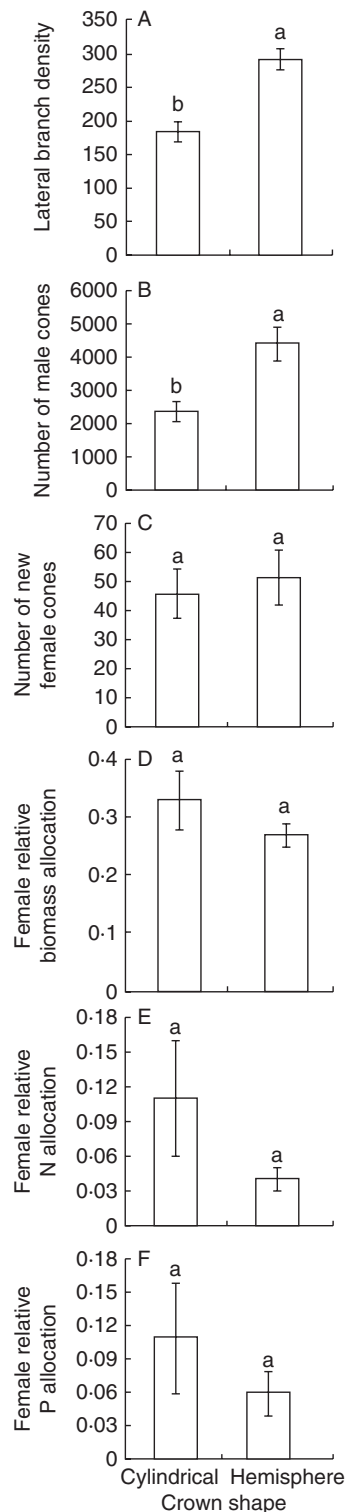 A
Lateral branch density
350
300
250
200
150
100
50
0
b
a
B
Number of male cones
6000
5000
4000
3000
2000
1000
0
b
a
C
Number of new
female cones
70
60
50
40
30
20
10
0
a
a
D
Female relative
biomass allocation
0·4
0·3
0·2
0·1
0
a
a
E
Female relative
N allocation
0·18
0·15
0·12
0·09
0·06
0·03
0
a
a
F
Female relative
P allocation
0·18
0·15
0·12
0·09
0·06
0·03
0
a
a
Cylindrical Hemisphere
Crown shape